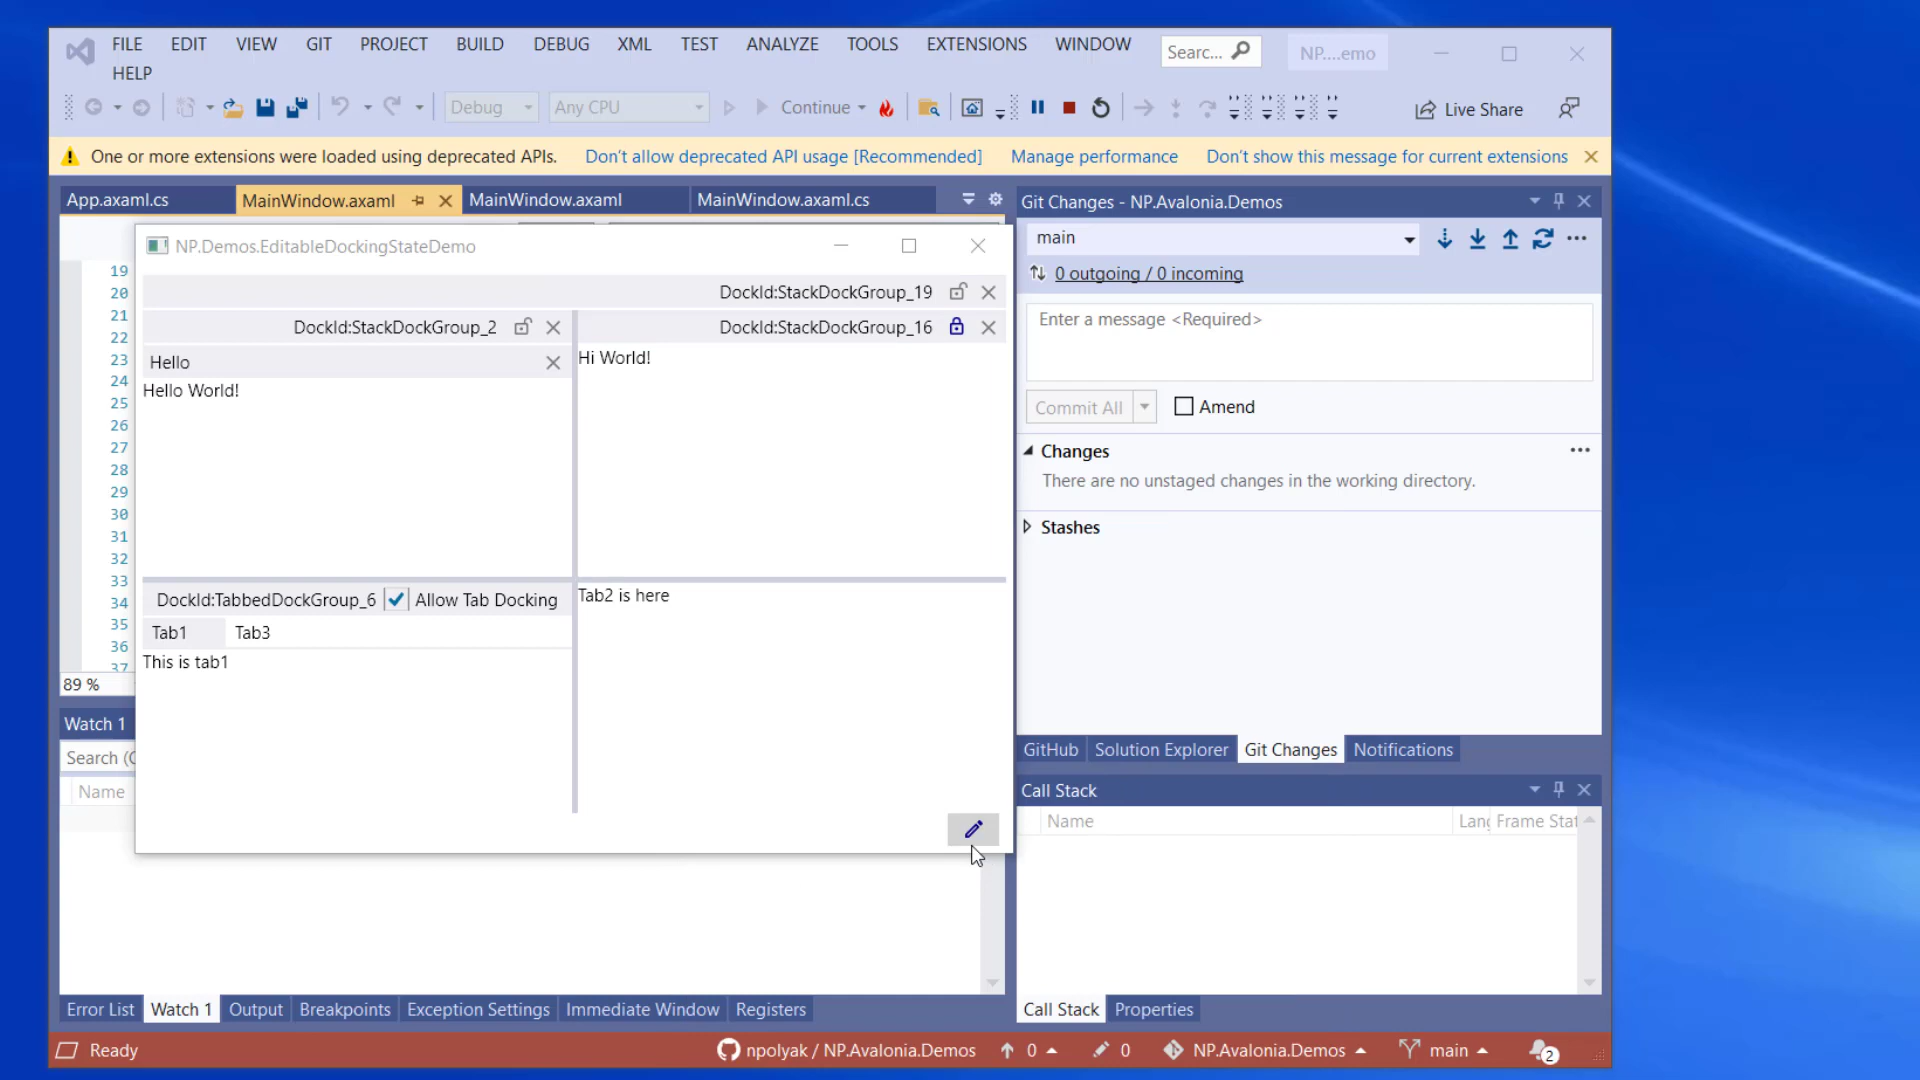 FILE EDIT VIEW GIT PROJECT BUILD DEBUG XML TEST ANALYZE TOOLS EXTENSIONS WINDOW Searc... NP....emo
HELP
Debug Any CPU Continue Live Share
One or more extensions were loaded using deprecated APIs. Don't allow deprecated API usage [Recommended] Manage performance Don't show this message for current extensions
App.axaml.cs MainWindow.axaml MainWindow.axaml MainWindow.axaml.cs
NP.Demos.EditableDockingStateDemo
DockId:StackDockGroup_19
DockId:StackDockGroup_2
DockId:StackDockGroup_16
Hello
Hello World!
Hi World!
DockId:TabbedDockGroup_6 Allow Tab Docking
Tab1 Tab3
This is tab1
Tab2 is here
19
20
21
22
23
24
25
26
27
28
29
30
31
32
33
34
35
36
37
89 %
Watch 1
Search (
Name
Error List Watch 1 Output Breakpoints Exception Settings Immediate Window Registers
Git Changes - NP.Avalonia.Demos
main
0 outgoing / 0 incoming
Enter a message <Required>
Commit All Amend
Changes
There are no unstaged changes in the working directory.
Stashes
GitHub Solution Explorer Git Changes Notifications
Call Stack
Name Lang Frame Stat
Call Stack Properties
Ready npolyak / NP.Avalonia.Demos 0 0 NP.Avalonia.Demos main 2